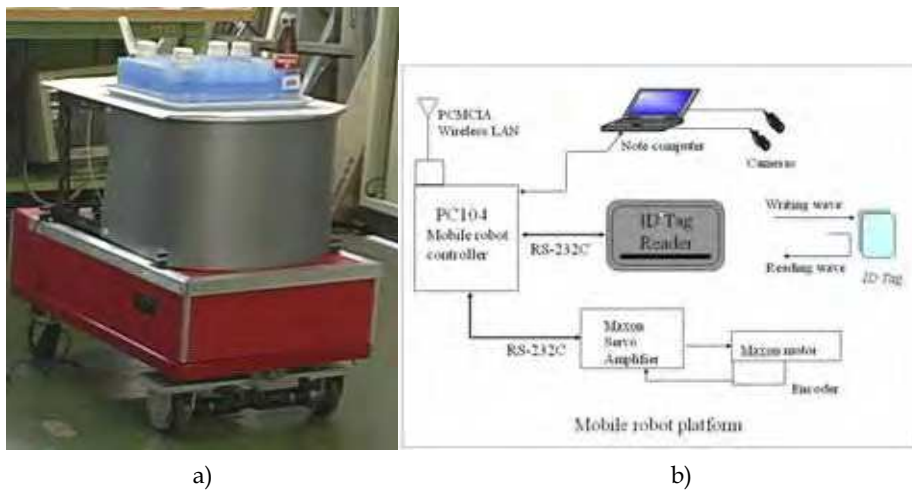 PCMCIA
Wireless LAN
Note computer
Cameras
PC104
Mobile robot
controller
RS-232C
ID Tag
Reader
Writing wave
Reading wave
ID Tag
RS-232C
Maxon
Servo
Amplifier
Maxon motor
Encoder
Mobile robot platform
a)
b)